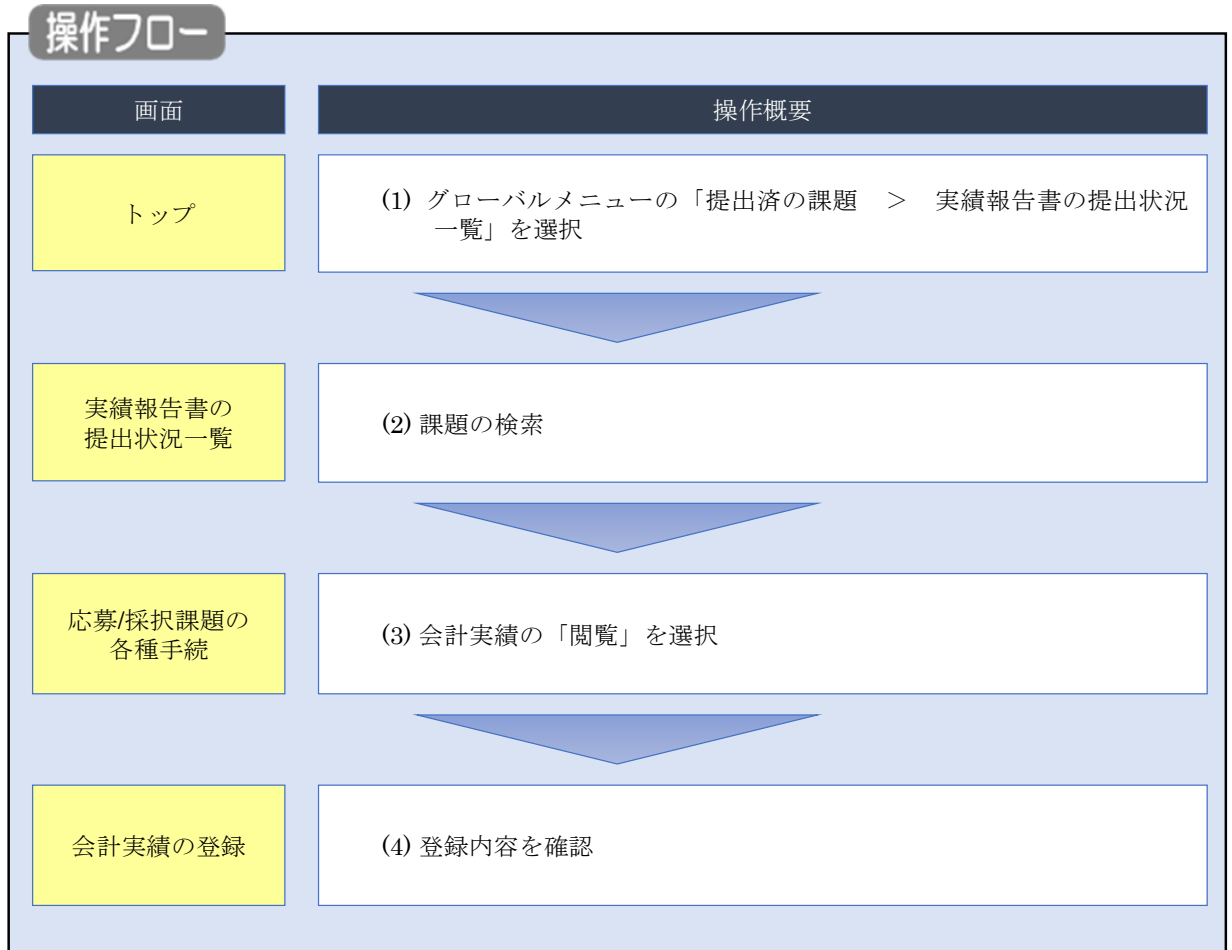 操作フロー
画面
操作概要
トップ
(1) グローバルメニューの「提出済の課題　＞　実績報告書の提出状況
一覧」を選択
実績報告書の
提出状況一覧
(2) 課題の検索
応募/採択課題の
各種手続
(3) 会計実績の「閲覧」を選択
会計実績の登録
(4) 登録内容を確認